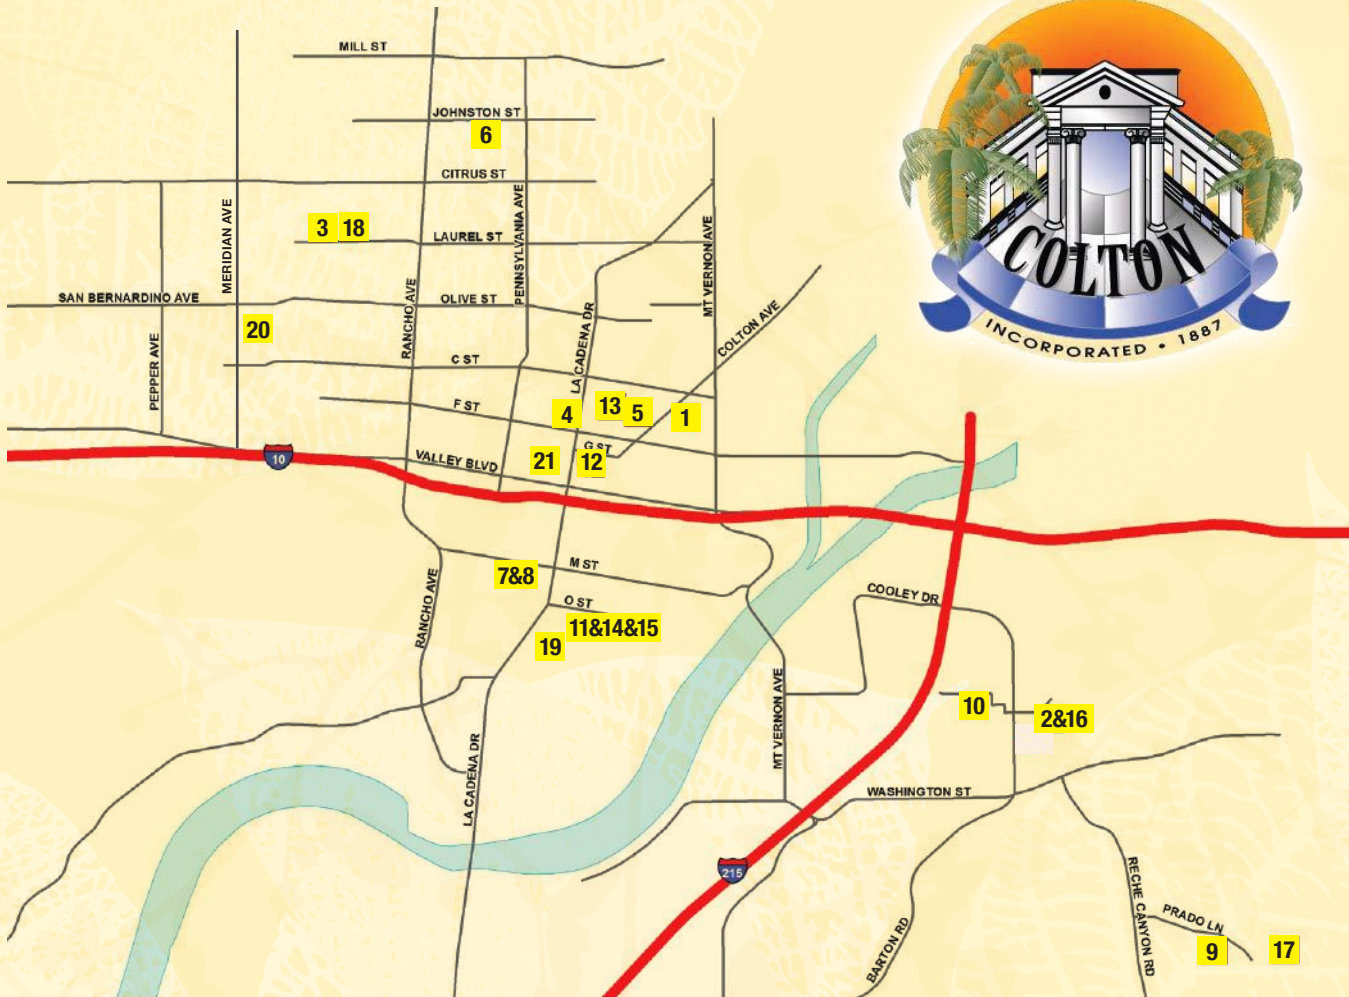 MILL ST
JOHNSTON ST
6
CITRUS ST
COLTON
INCORPORATED • 1887
MERIDIAN AVE
3 18
LAUREL ST
PENNSYLVANIA AVE
MT VERNON AVE
SAN BERNARDINO AVE
OLIVE ST
RANCHO AVE
LA CADENA DR
COLTON AVE
20
PEPPER AVE
C ST
F ST
4
13
5
1
G ST
10
VALLEY BLVD
21
12
7&8
M ST
RANCHO AVE
O ST
11&14&15
19
COOLEY DR
MT VERNON AVE
10
2&16
LA CADENA DR
WASHINGTON ST
215
RECHE CANYON RD
PRADO LN
BARTON RD
9
17